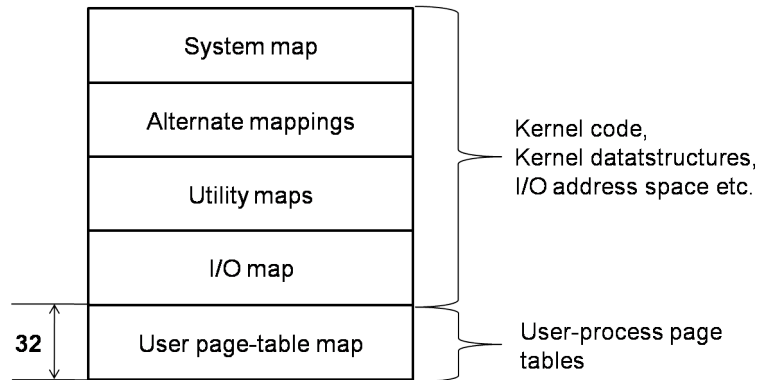 System map
Alternate mappings
Utility maps
I/O map
User page-table map
Kernel code,
Kernel datatstructures,
I/O address space etc.
32
User-process page
tables